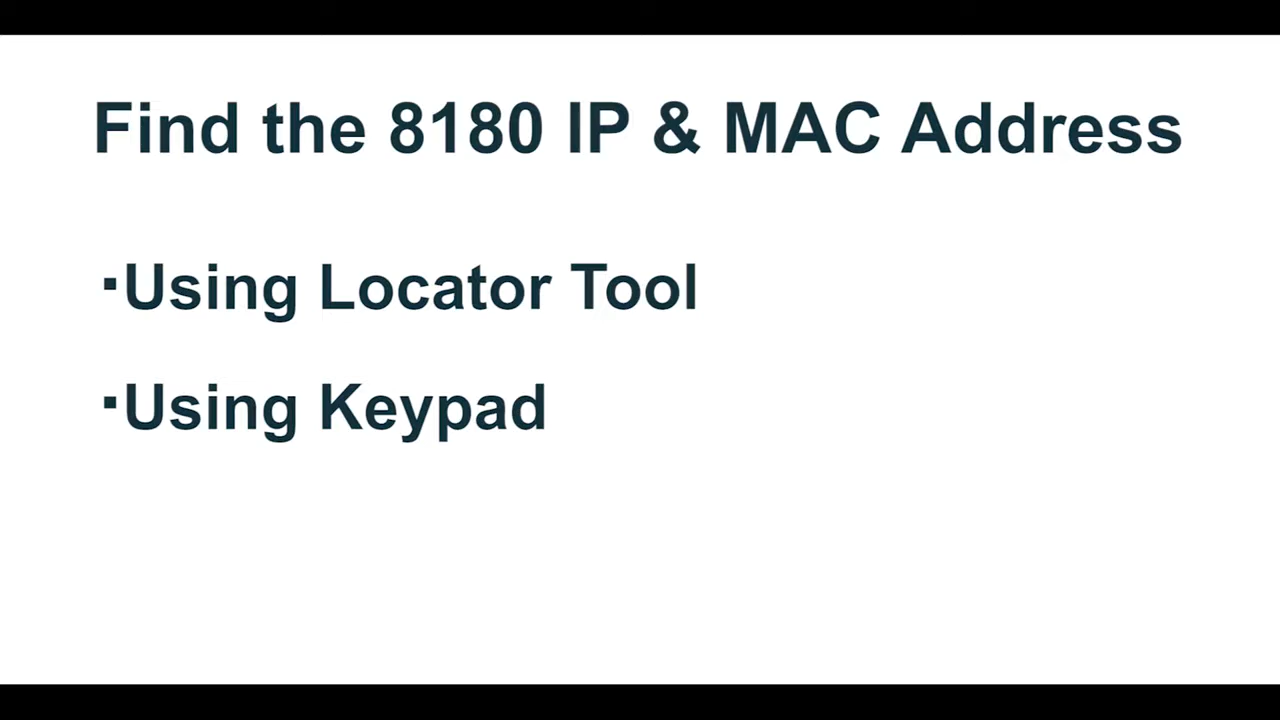 Find the 8180 IP & MAC Address
▪Using Locator Tool
▪Using Keypad